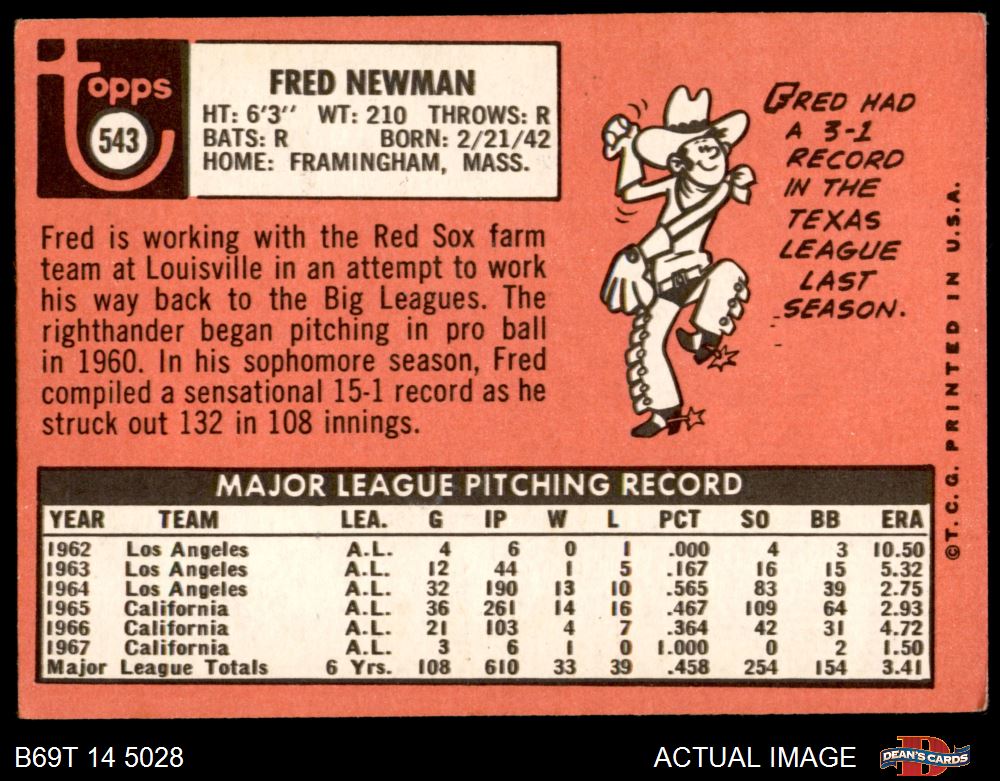 Topps
543
FRED NEWMAN
HT: 6'3" WT: 210 THROWS: R
BATS: R BORN: 2/21/42
HOME: FRAMINGHAM, MASS.
Fred is working with the Red Sox farm
team at Louisville in an attempt to work
his way back to the Big Leagues. The
righthander began pitching in pro ball
in 1960. In his sophomore season, Fred
compiled a sensational 15-1 record as he
struck out 132 in 108 innings.
FRED HAD
A 3-1
RECORD
IN THE
TEXAS
LEAGUE
LAST
SEASON.
©T.C.G. PRINTED IN U.S.A.
MAJOR LEAGUE PITCHING RECORD
YEAR TEAM LEA. G IP W L PCT SO BB ERA
1962 Los Angeles A.L. 4 6 0 1 .000 4 3 10.50
1963 Los Angeles A.L. 12 44 1 5 .167 16 15 5.32
1964 Los Angeles A.L. 32 190 13 10 .565 83 39 2.75
1965 California A.L. 36 261 14 16 .467 109 64 2.93
1966 California A.L. 21 103 4 7 .364 42 31 4.72
1967 California A.L. 3 6 1 0 1.000 0 2 1.50
Major League Totals 6 Yrs. 108 610 33 39 .458 254 154 3.41
B69T 14 5028
ACTUAL IMAGE
DEAN'S CARDS